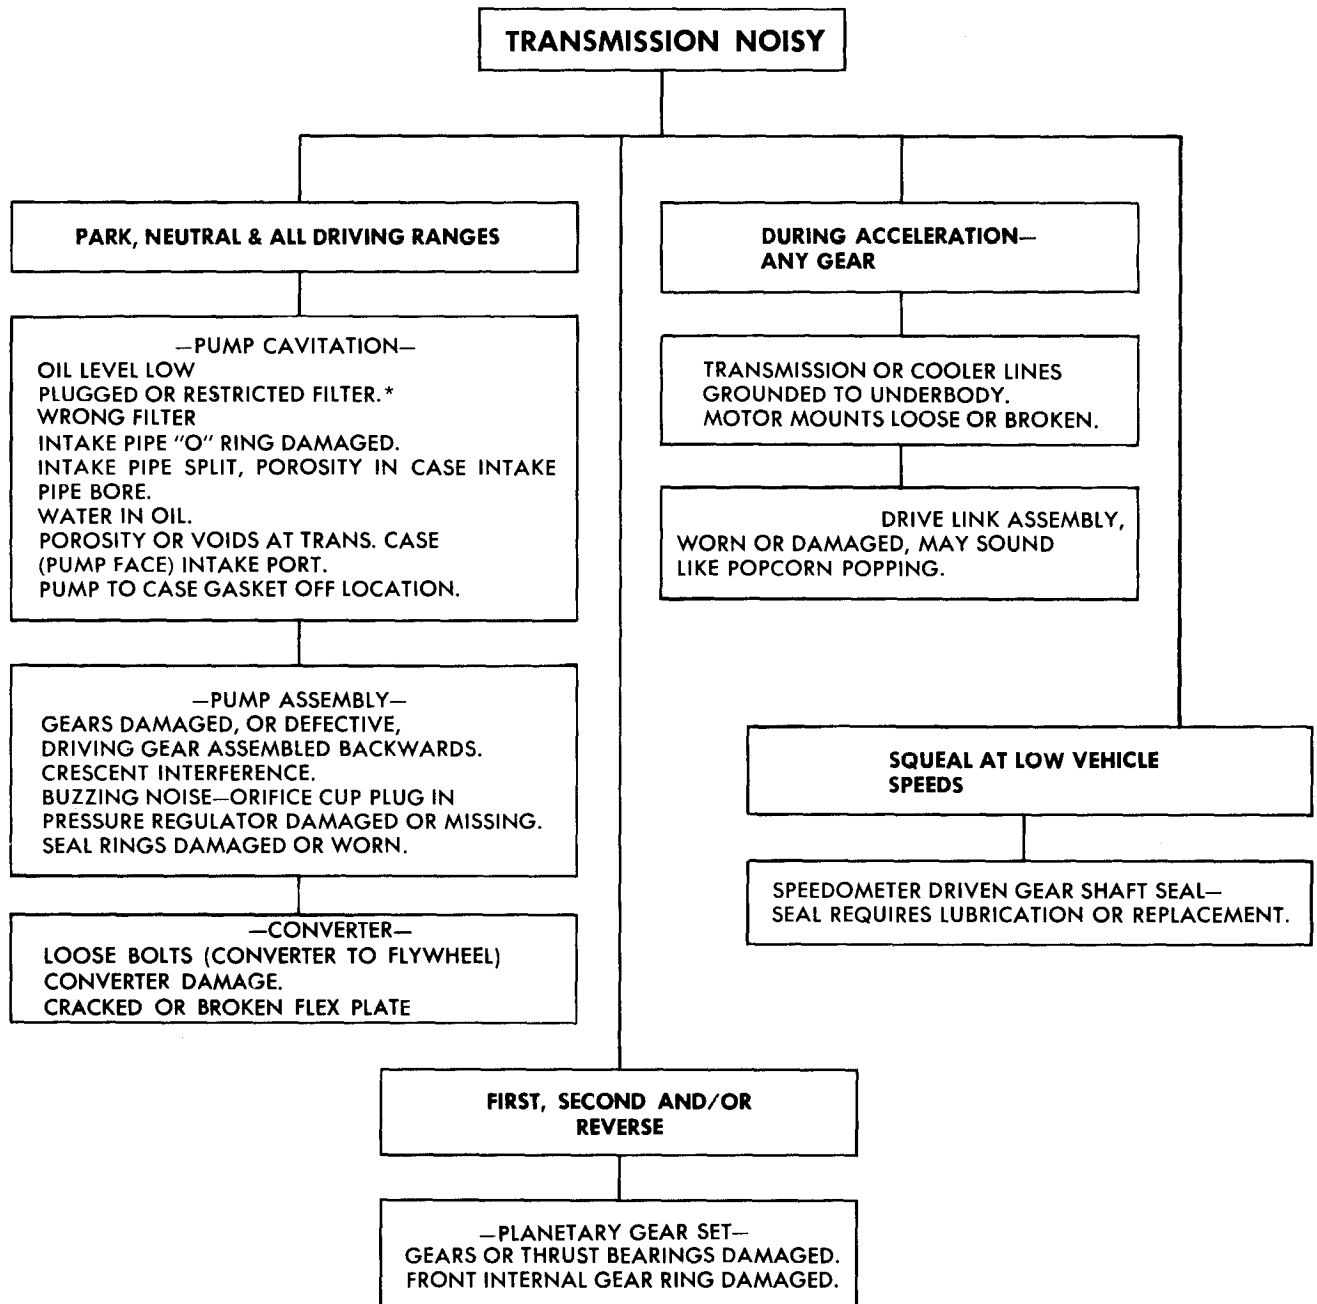 TRANSMISSION NOISY
PARK, NEUTRAL & ALL DRIVING RANGES
—PUMP CAVITATION—
OIL LEVEL LOW
PLUGGED OR RESTRICTED FILTER.*
WRONG FILTER
INTAKE PIPE "O" RING DAMAGED.
INTAKE PIPE SPLIT, POROSITY IN CASE INTAKE
PIPE BORE.
WATER IN OIL.
POROSITY OR VOIDS AT TRANS. CASE
(PUMP FACE) INTAKE PORT.
PUMP TO CASE GASKET OFF LOCATION.
—PUMP ASSEMBLY—
GEARS DAMAGED, OR DEFECTIVE,
DRIVING GEAR ASSEMBLED BACKWARDS.
CRESCENT INTERFERENCE.
BUZZING NOISE—ORIFICE CUP PLUG IN
PRESSURE REGULATOR DAMAGED OR MISSING.
SEAL RINGS DAMAGED OR WORN.
—CONVERTER—
LOOSE BOLTS (CONVERTER TO FLYWHEEL)
CONVERTER DAMAGE.
CRACKED OR BROKEN FLEX PLATE
FIRST, SECOND AND/OR
REVERSE
—PLANETARY GEAR SET—
GEARS OR THRUST BEARINGS DAMAGED.
FRONT INTERNAL GEAR RING DAMAGED.
DURING ACCELERATION—
ANY GEAR
TRANSMISSION OR COOLER LINES
GROUNDED TO UNDERBODY.
MOTOR MOUNTS LOOSE OR BROKEN.
DRIVE LINK ASSEMBLY,
WORN OR DAMAGED, MAY SOUND
LIKE POPCORN POPPING.
SQUEAL AT LOW VEHICLE
SPEEDS
SPEEDOMETER DRIVEN GEAR SHAFT SEAL—
SEAL REQUIRES LUBRICATION OR REPLACEMENT.